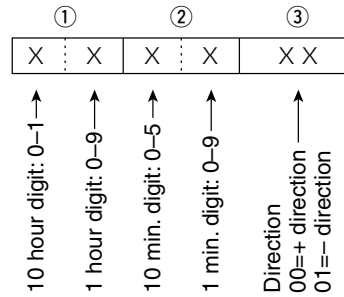 ① ② ③
X X X X X X
10 hour digit: 0–1
1 hour digit: 0–9
10 min. digit: 0–5
1 min. digit: 0–9
Direction
00=+ direction
01=– direction